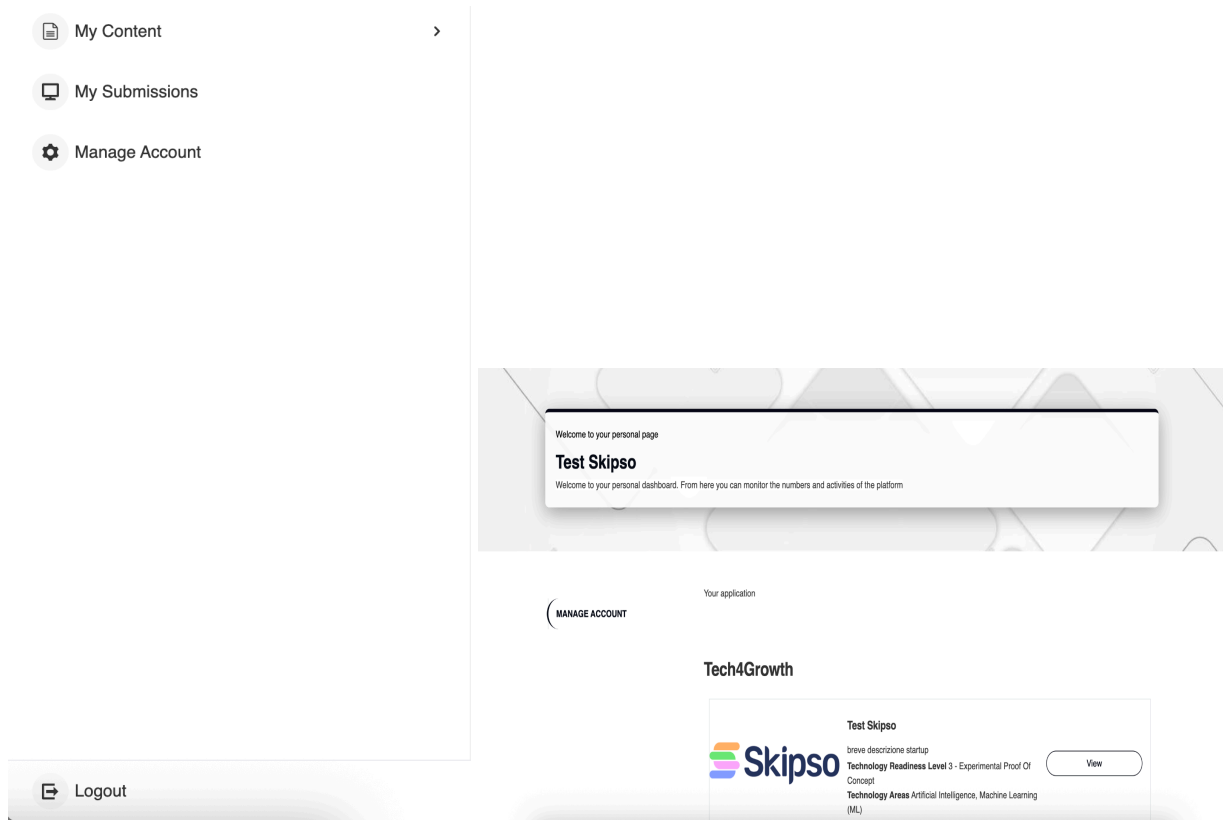 My Content
My Submissions
Manage Account
Logout
Welcome to your personal page
Test Skipso
Welcome to your personal dashboard. From here you can monitor the numbers and activities of the platform
MANAGE ACCOUNT
Your application
Tech4Growth
Skipso
Test Skipso
breve descrizione startup
Technology Readiness Level 3 - Experimental Proof Of
Concept
Technology Areas Artificial Intelligence, Machine Learning
(ML)
View